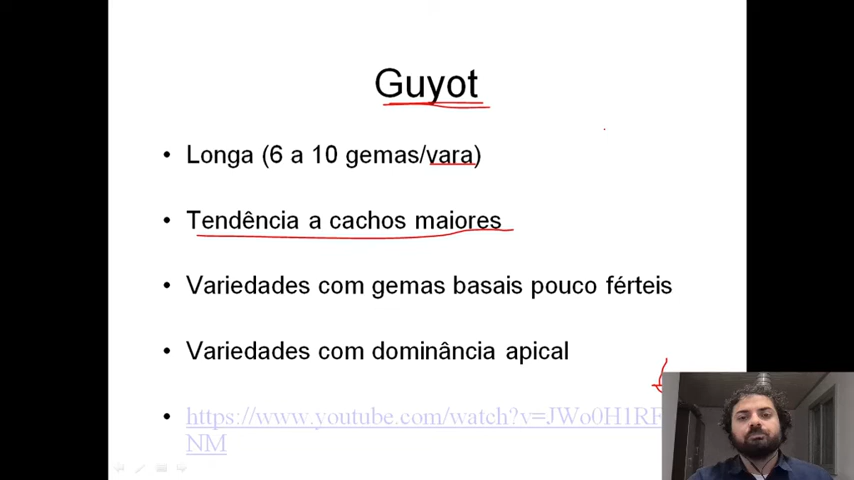 Guyot
• Longa (6 a 10 gemas/vara)
• Tendência a cachos maiores
• Variedades com gemas basais pouco férteis
• Variedades com dominância apical
• https://www.youtube.com/watch?v=JWo0H1RF
NM